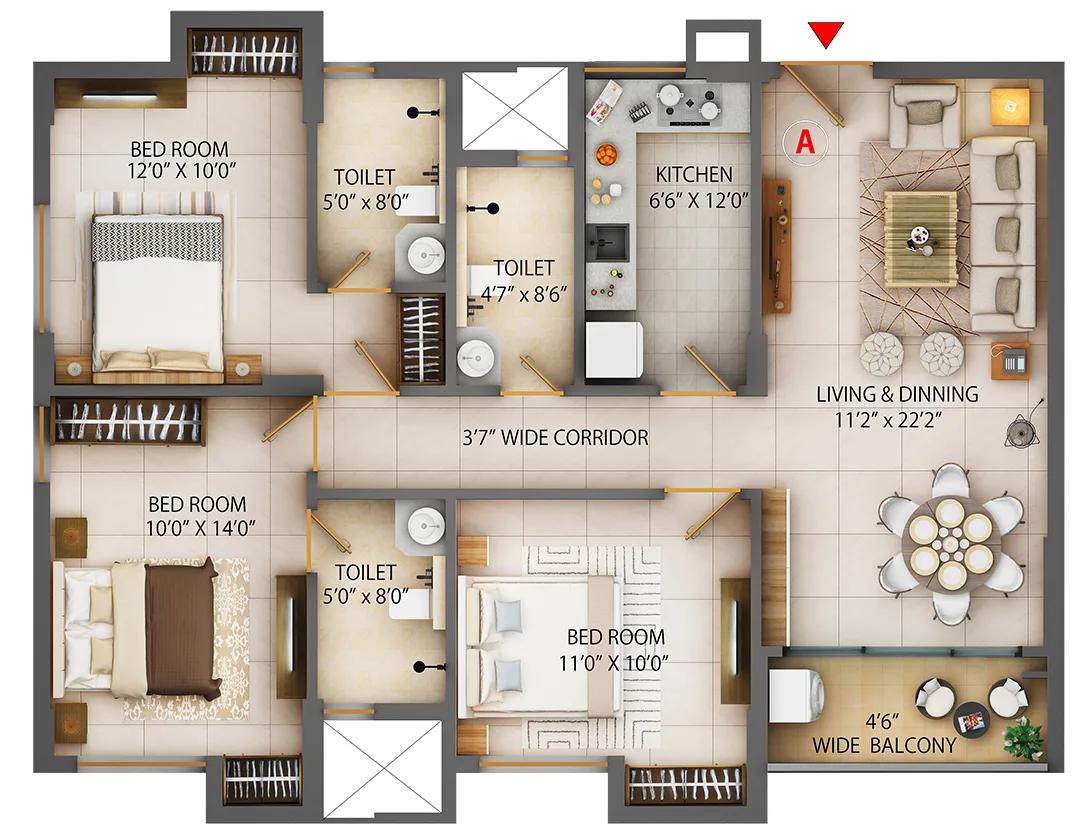 A
BED ROOM
12'0" X 10'0"
TOILET
5'0" x 8'0"
KITCHEN
6'6" X 12'0"
TOILET
4'7" x 8'6"
LIVING & DINNING
11'2" x 22'2"
3'7" WIDE CORRIDOR
BED ROOM
10'0" X 14'0"
TOILET
5'0" x 8'0"
BED ROOM
11'0" X 10'0"
4'6"
WIDE BALCONY